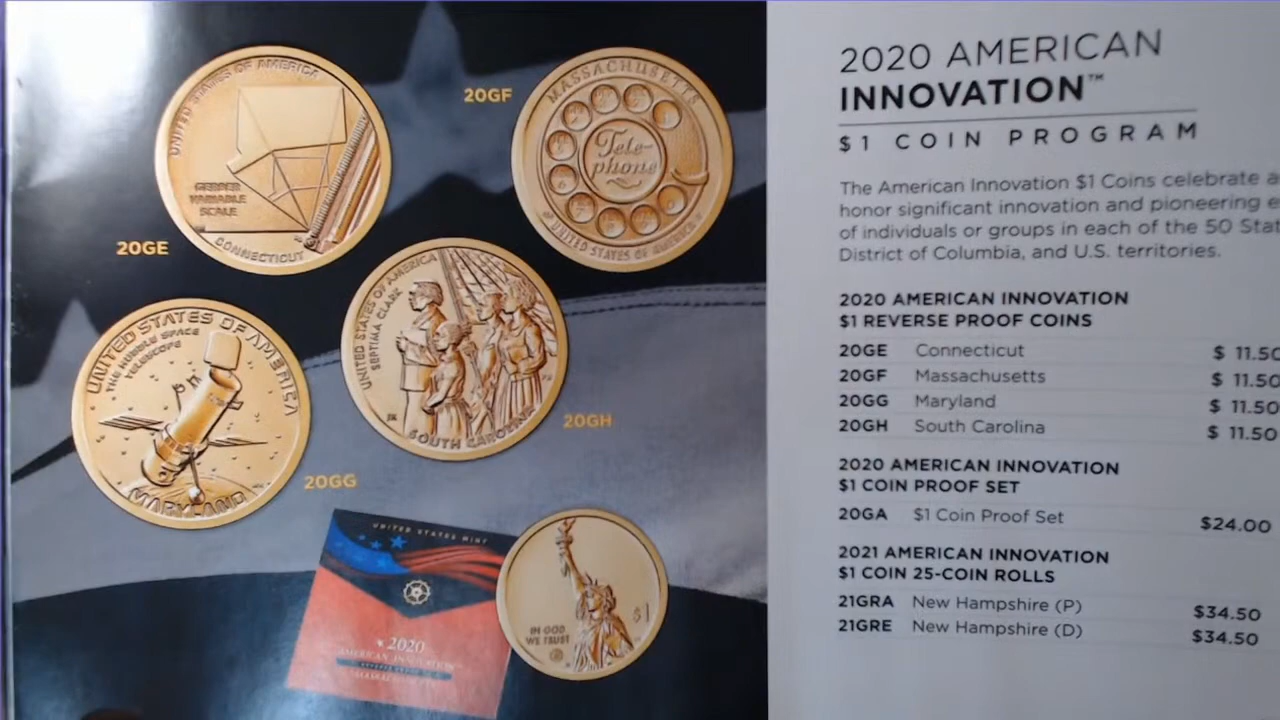 UNITED STATES OF AMERICA
GERBER
VARIABLE
SCALE
CONNECTICUT
20GE
20GF
MASSACHUSETTS
Tele-
phone
UNITED STATES OF AMERICA
UNITED STATES OF AMERICA
THE HUBBLE SPACE
TELESCOPE
MARYLAND
20GG
UNITED STATES OF AMERICA
SEPTIMA CLARK
SOUTH CAROLINA
20GH
UNITED STATES MINT
2020
AMERICAN INNOVATION
IN GOD
WE TRUST
$1
2020 AMERICAN
INNOVATION™
$1 COIN PROGRAM
The American Innovation $1 Coins celebrate a
honor significant innovation and pioneering e
of individuals or groups in each of the 50 Stat
District of Columbia, and U.S. territories.
2020 AMERICAN INNOVATION
$1 REVERSE PROOF COINS
20GE Connecticut $ 11.50
20GF Massachusetts $ 11.50
20GG Maryland $ 11.50
20GH South Carolina $ 11.50
2020 AMERICAN INNOVATION
$1 COIN PROOF SET
20GA $1 Coin Proof Set $24.00
2021 AMERICAN INNOVATION
$1 COIN 25-COIN ROLLS
21GRA New Hampshire (P) $34.50
21GRE New Hampshire (D) $34.50